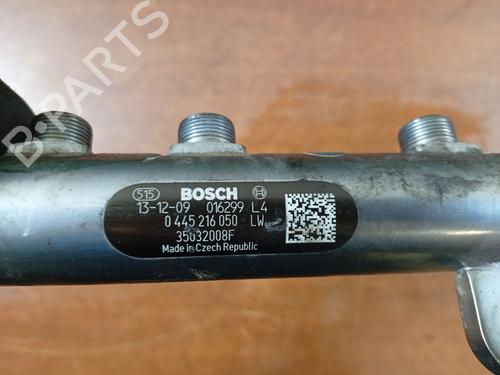 B-PARTS
515 BOSCH
13-12-09 016299 L4
0 445 216 050 LW
35032008F
Made in Czech Republic